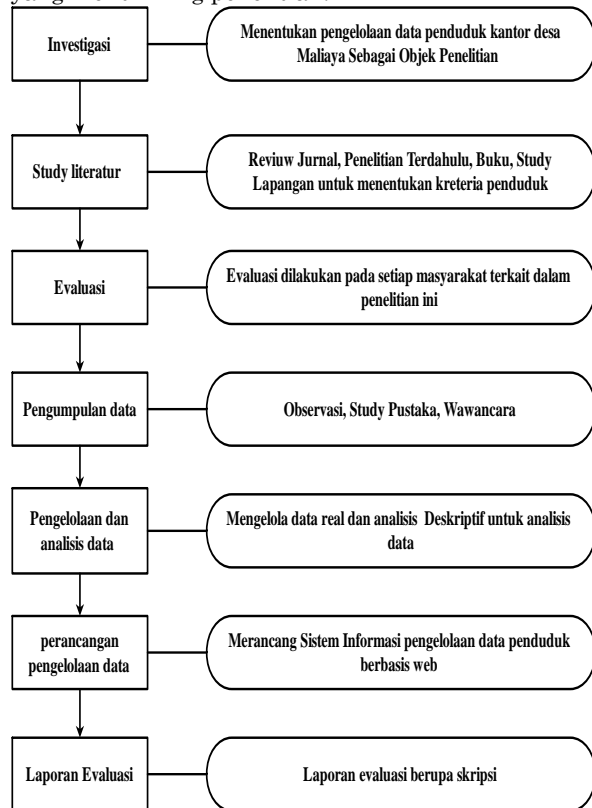 Investigasi
Menentukan pengelolaan data penduduk kantor desa
Maliaya Sebagai Objek Penelitian
Study literatur
Reviuw Jurnal, Penelitian Terdahulu, Buku, Study
Lapangan untuk menentukan kreteria penduduk
Evaluasi
Evaluasi dilakukan pada setiap masyarakat terkait dalam
penelitian ini
Pengumpulan data
Observasi, Study Pustaka, Wawancara
Pengelolaan dan
analisis data
Mengelola data real dan analisis Deskriptif untuk analisis
data
perancangan
pengelolaan data
Merancang Sistem Informasi pengelolaan data penduduk
berbasis web
Laporan Evaluasi
Laporan evaluasi berupa skripsi